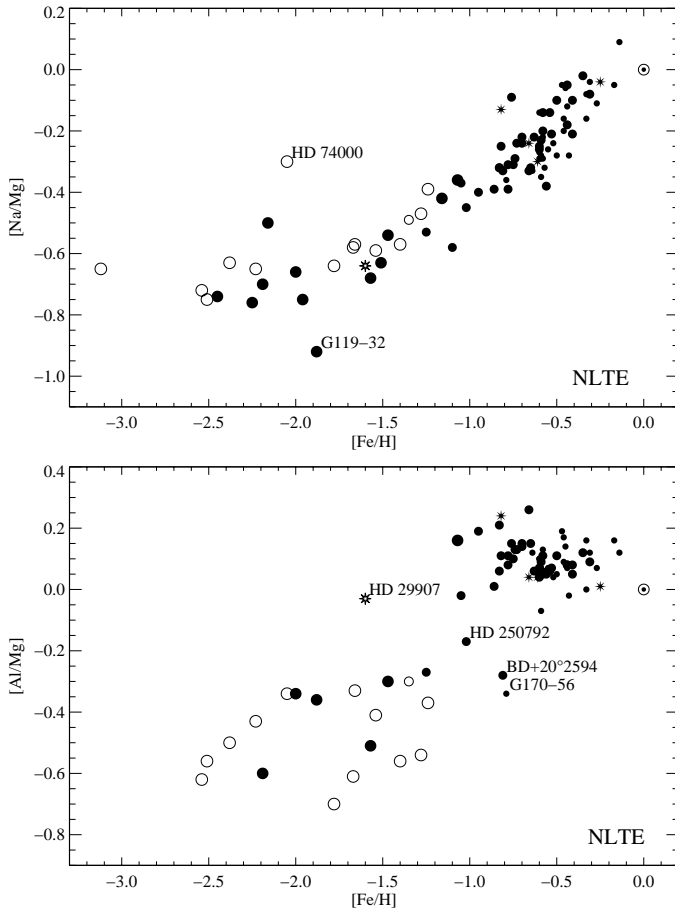 0.2
0.0
−0.2
−0.4
−0.6
−0.8
−1.0
[Na/Mg]
HD 74000
G119−32
NLTE
−3.0 −2.5 −2.0 −1.5 −1.0 −0.5 0.0
[Fe/H]
0.4
0.2
0.0
−0.2
−0.4
−0.6
−0.8
[Al/Mg]
HD 29907
HD 250792
BD+20°2594
G170−56
NLTE
−3.0 −2.5 −2.0 −1.5 −1.0 −0.5 0.0
[Fe/H]